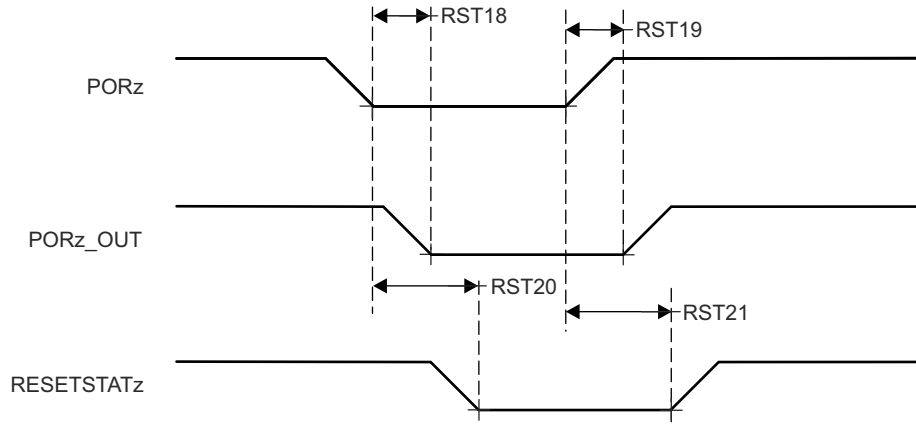 RST18
RST19
PORz
PORz_OUT
RST20
RST21
RESETSTATz